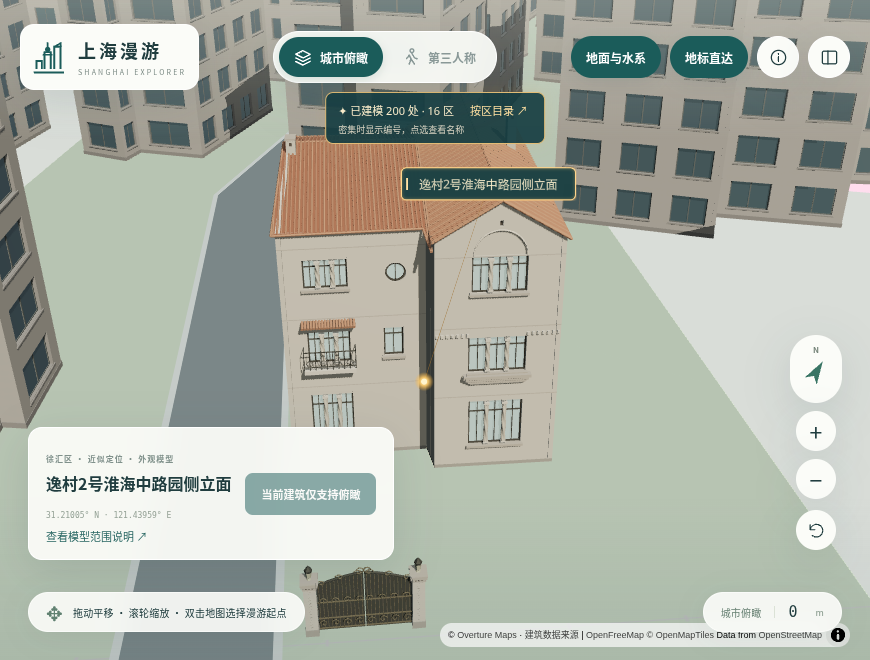 上海漫游
SHANGHAI EXPLORER
城市俯瞰
第三人称
地面与水系
地标直达
✦ 已建模 200 处 · 16 区 按区目录 ↗
密集时显示编号，点选查看名称
逸村2号淮海中路园侧立面
N
徐汇区 · 近似定位 · 外观模型
逸村2号淮海中路园侧立面
当前建筑仅支持俯瞰
31.21005° N · 121.43959° E
查看模型范围说明 ↗
拖动平移 · 滚轮缩放 · 双击地图选择漫游起点
城市俯瞰 0 m
© Overture Maps · 建筑数据来源 | OpenFreeMap © OpenMapTiles Data from OpenStreetMap